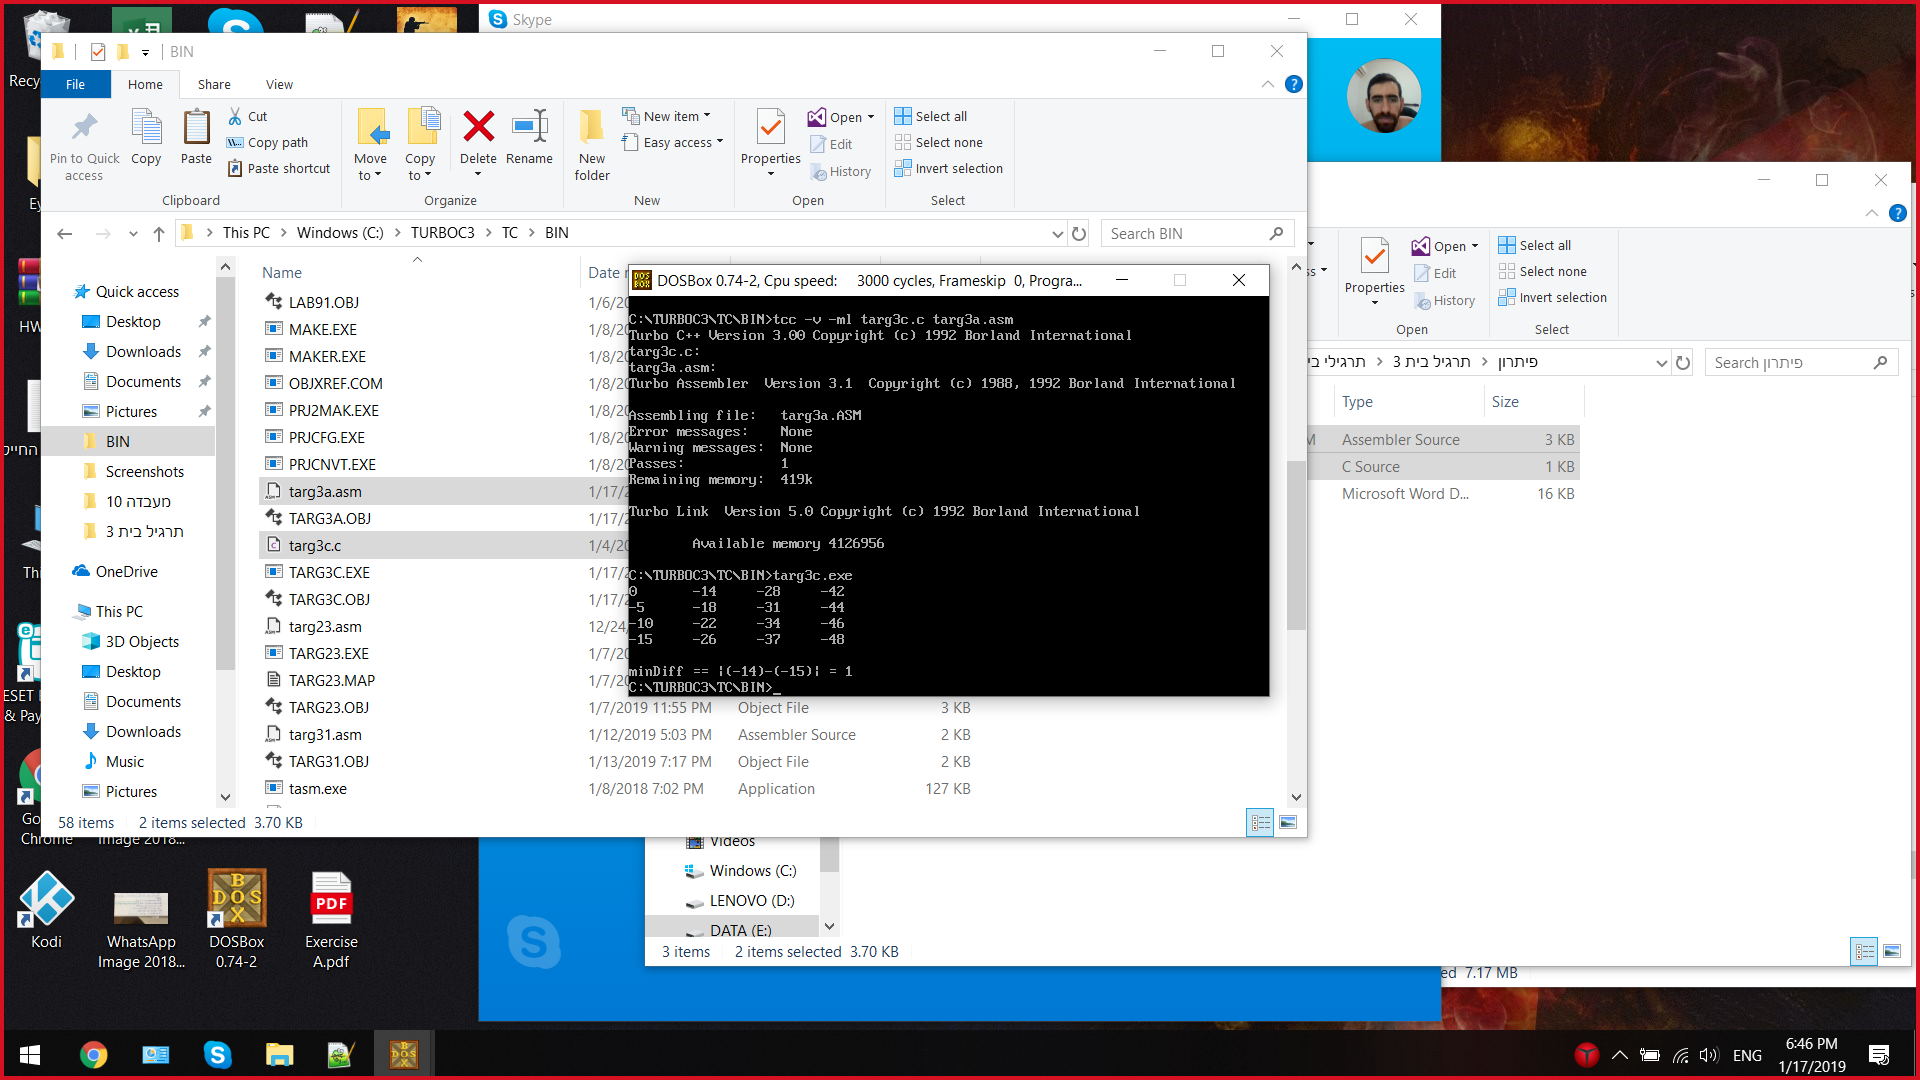 Skype
BIN
File
Home
Share
View
Pin to Quick access
Copy
Paste
Cut
Copy path
Paste shortcut
Clipboard
Move to
Copy to
Delete
Rename
Organize
New folder
New item
Easy access
New
Properties
Open
Edit
History
Open
Select all
Select none
Invert selection
Select
This PC
Windows (C:)
TURBOC3
TC
BIN
Search BIN
Quick access
Desktop
Downloads
Documents
Pictures
BIN
Screenshots
מעבדה 10
תרגיל בית 3
OneDrive
This PC
3D Objects
Desktop
Documents
Downloads
Music
Pictures
Name
LAB91.OBJ
MAKE.EXE
MAKER.EXE
OBJXREF.COM
PRJ2MAK.EXE
PRJCFG.EXE
PRJCNVT.EXE
targ3a.asm
TARG3A.OBJ
targ3c.c
TARG3C.EXE
TARG3C.OBJ
targ23.asm
TARG23.EXE
TARG23.MAP
TARG23.OBJ 1/7/2019 11:55 PM Object File 3 KB
targ31.asm 1/12/2019 5:03 PM Assembler Source 2 KB
TARG31.OBJ 1/13/2019 7:17 PM Object File 2 KB
tasm.exe 1/8/2018 7:02 PM Application 127 KB
58 items 2 items selected 3.70 KB
DOSBox 0.74-2, Cpu speed: 3000 cycles, Frameskip 0, Progra...
C:\TURBOC3\TC\BIN>tcc -v -ml targ3c.c targ3a.asm
Turbo C++ Version 3.00 Copyright (c) 1992 Borland International
targ3c.c:
targ3a.asm:
Turbo Assembler Version 3.1 Copyright (c) 1988, 1992 Borland International
Assembling file: targ3a.ASM
Error messages: None
Warning messages: None
Passes: 1
Remaining memory: 419k
Turbo Link Version 5.0 Copyright (c) 1992 Borland International
Available memory 4126956
C:\TURBOC3\TC\BIN>targ3c.exe
0 -14 -28 -42
-5 -18 -31 -44
-10 -22 -34 -46
-15 -26 -37 -48
minDiff == |(-14)-(-15)| = 1
C:\TURBOC3\TC\BIN>_
Properties
Open
Edit
History
Open
Select all
Select none
Invert selection
Select
תרגיל בית 3
פיתרון
Search פיתרון
Type Size
Assembler Source 3 KB
C Source 1 KB
Microsoft Word D... 16 KB
Videos
Windows (C:)
LENOVO (D:)
DATA (E:)
3 items 2 items selected 3.70 KB
7.17 MB
Kodi
WhatsApp Image 2018...
DOSBox 0.74-2
Exercise A.pdf
PDF
Chrome
Image 2018...
ENG
6:46 PM
1/17/2019